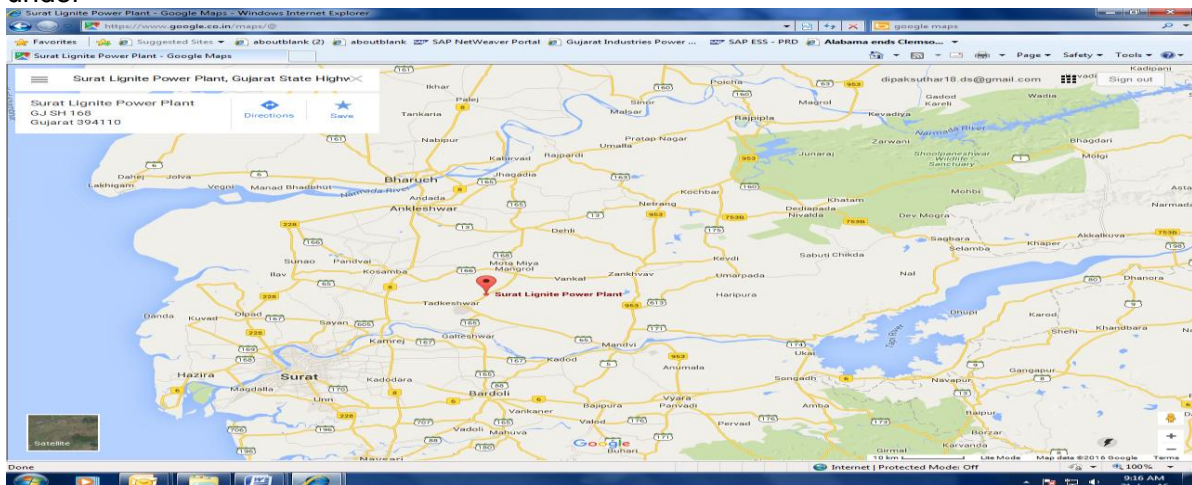 under
Surat Lignite Power Plant - Google Maps - Windows Internet Explorer
https://www.google.co.in/maps/@
google maps
Favorites Suggested Sites aboutblank (2) aboutblank SAP NetWeaver Portal Gujarat Industries Power ... SAP ESS - PRD Alabama ends Clemso...
Surat Lignite Power Plant - Google Maps
Page Safety Tools
Surat Lignite Power Plant, Gujarat State Highw
dipaksuthar18.ds@gmail.com
Sign out
Surat Lignite Power Plant
GJ SH 168
Gujarat 394110
Directions
Save
Kadipani
Ikhar
Poicha
Palej
Sinor
Malsar
Magrol
Gadod
Kareli
Wadia
Tankaria
Rajpipla
Kevadiya
Narmada River
Nabipur
Pratap Nagar
Umalla
Zarwani
Bhagdari
Kabirvad
Rajpardi
Junaraj
Shoolpaneshwar
Wildlife
Sanctuary
Molgi
Dahej
Jolva
Jhagadia
Lakhigam
Vegni
Manad Bhadbhut
Bharuch
Narmada River
Andada
Kochbar
Mohbi
Ankleshwar
Netrang
Khatam
Dediapada
Nivalda
Dev Mogra
Dehli
Sagbara
Selamba
Khaper
Akkalkuva
Sunao
Pandvai
Mota Miya
Mangrol
Kevdi
Sabuti Chikda
Ilav
Kosamba
Vankal
Zankhvav
Umarpada
Nal
Dhanora
Surat Lignite Power Plant
Haripura
Tadkeshwar
Danda
Kuvad
Olpad
Sayan
Dhupi
Karod
Shehi
Khandbara
Kamrej
Galteshwar
Mandvi
Tapi River
Ukai
Hazira
Surat
Kadod
Anumala
Gangapur
Magdalla
Kadodara
Songadh
Navapur
Unn
Bardoli
Vyara
Panvadi
Bajipura
Vankaner
Amba
Raipur
Vadoli
Mahuva
Valod
Pervad
Borzar
Satellite
Navsari
Google
Buhari
Girmal
Karvanda
10 km Lite Mode Map data ©2016 Google Terms
Done
Internet | Protected Mode: Off
100%
9:16 AM